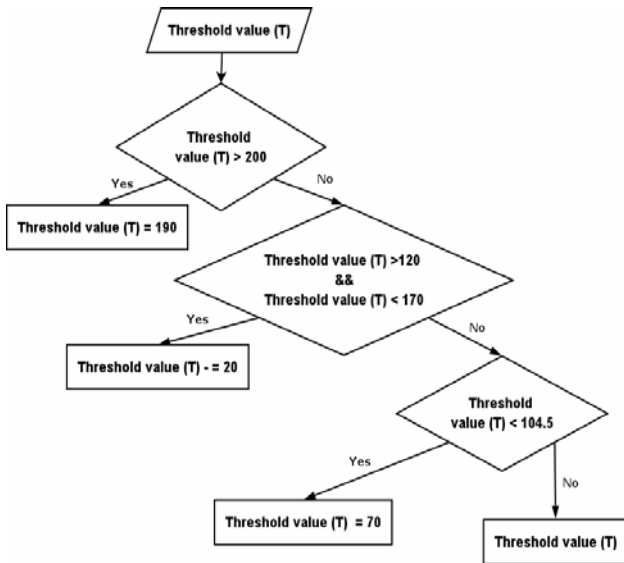 Threshold value (T)
Threshold
value (T) > 200
Yes
No
Threshold value (T) = 190
Threshold value (T) >120
&&
Threshold value (T) < 170
Yes
No
Threshold value (T) - = 20
Threshold
value (T) < 104.5
Yes
No
Threshold value (T) = 70
Threshold value (T)